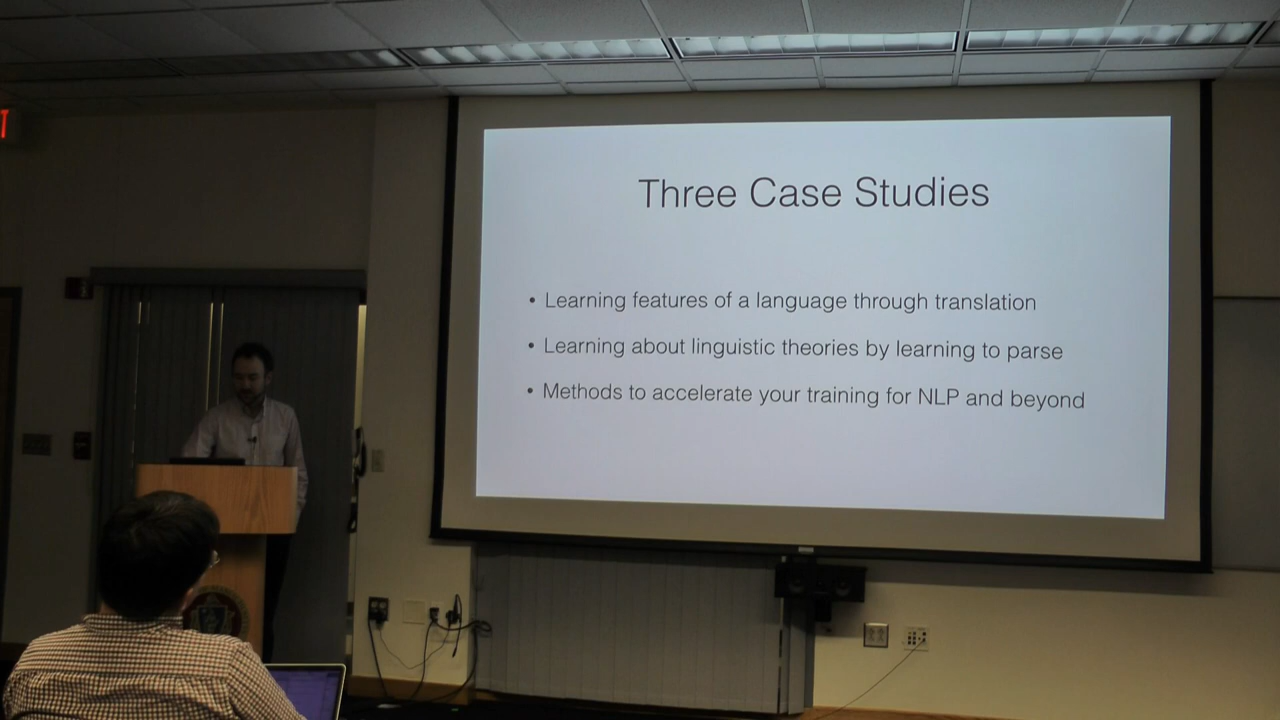 Three Case Studies
• Learning features of a language through translation
• Learning about linguistic theories by learning to parse
• Methods to accelerate your training for NLP and beyond